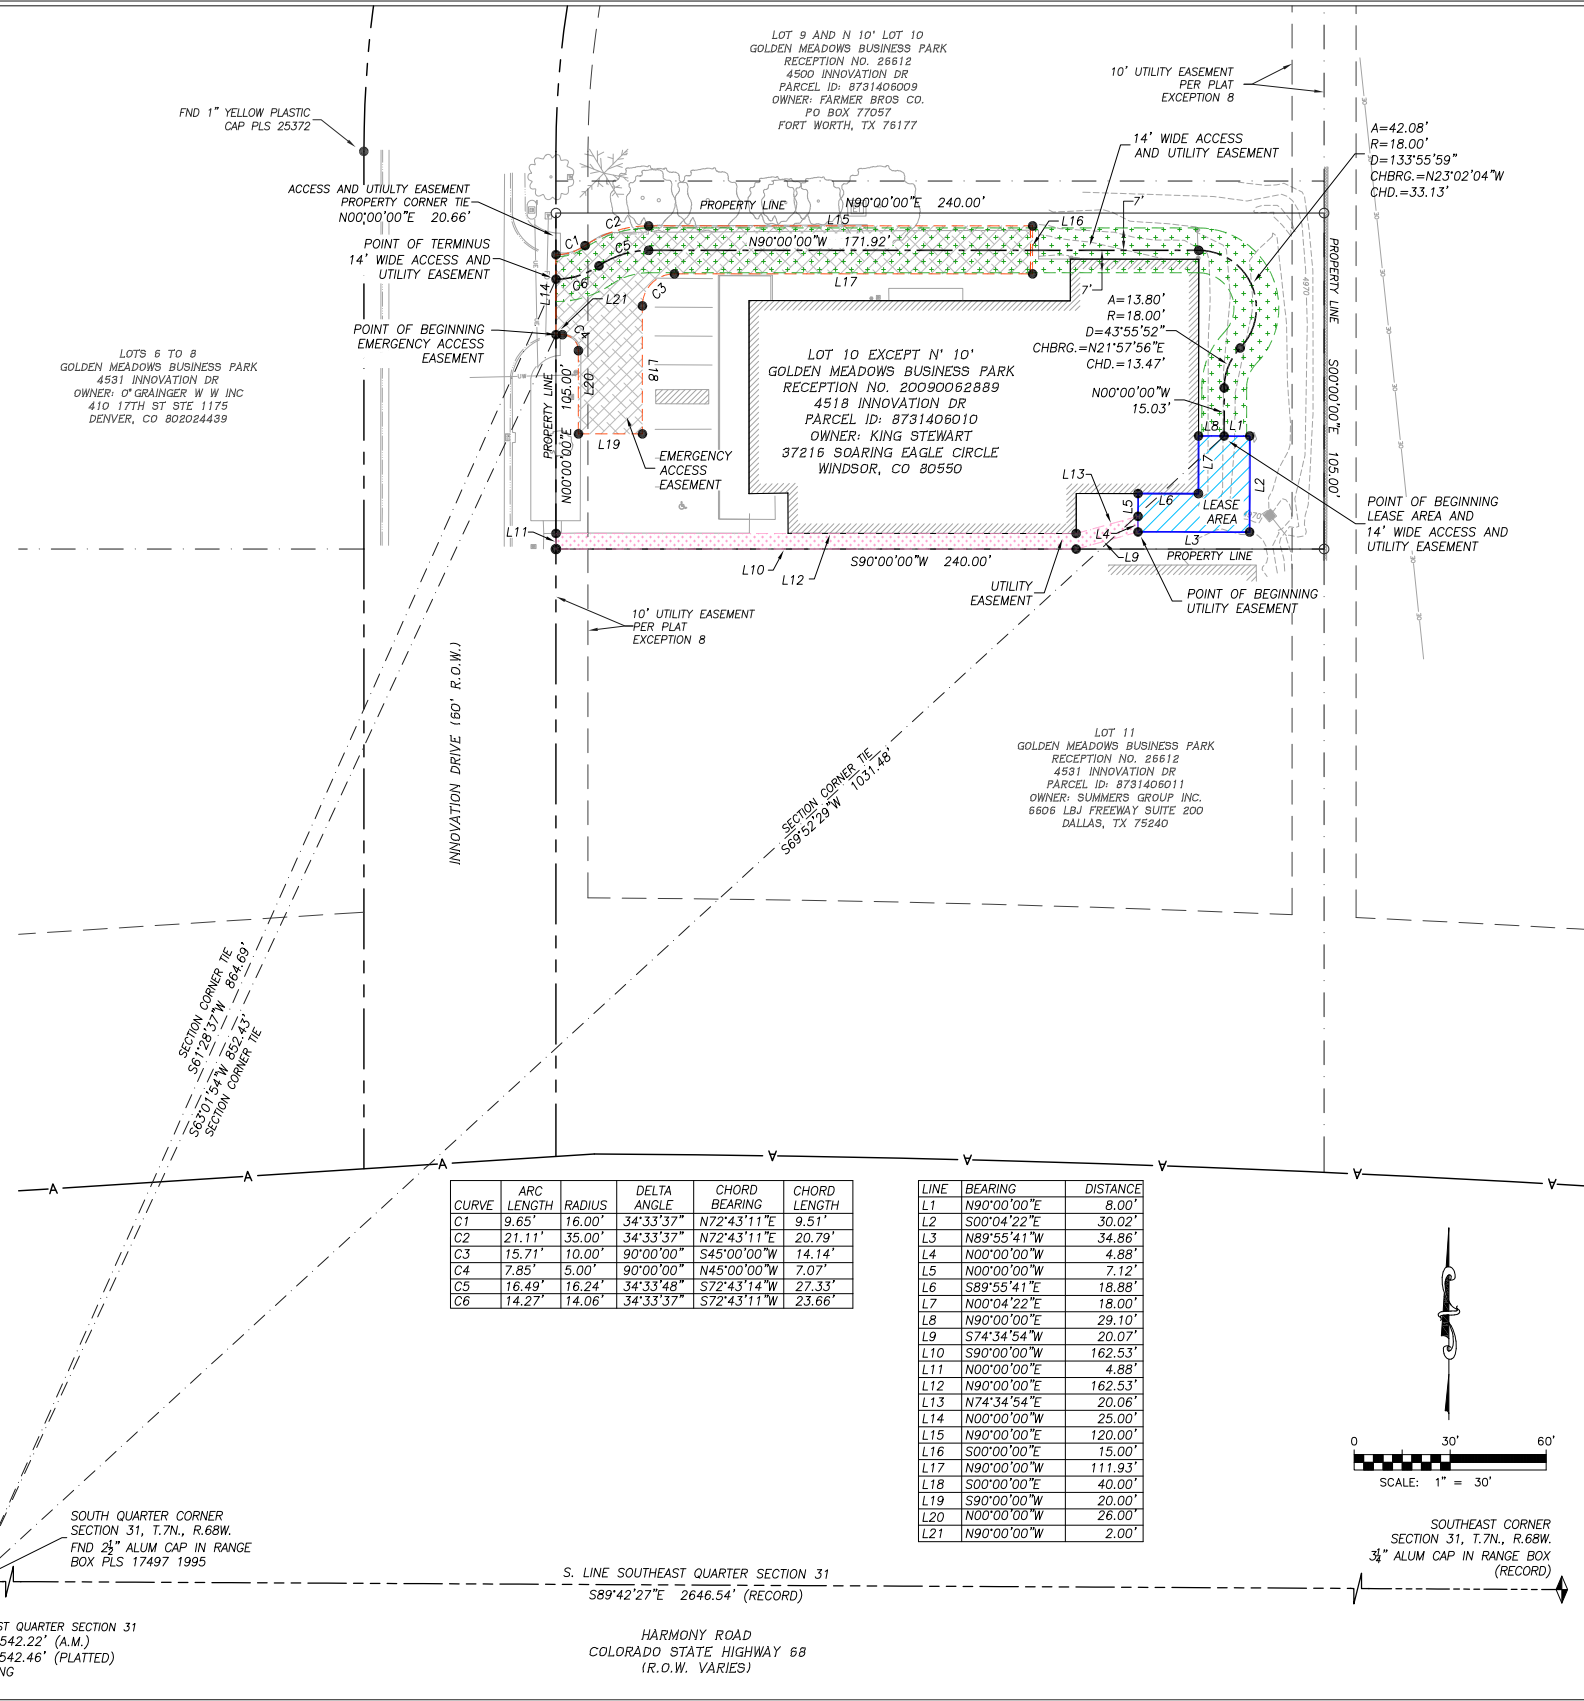 LOT 9 AND N 10' LOT 10
GOLDEN MEADOWS BUSINESS PARK
RECEPTION NO. 26612
4500 INNOVATION DR
PARCEL ID: 8731406009
OWNER: FARMER BROS CO.
PO BOX 77057
FORT WORTH, TX 76177
10' UTILITY EASEMENT
PER PLAT
EXCEPTION 8
FND 1" YELLOW PLASTIC
CAP PLS 25372
14' WIDE ACCESS
AND UTILITY EASEMENT
A=42.08'
R=18.00'
D=133°55'59"
CHBRG.=N23°02'04"W
CHD.=33.13'
ACCESS AND UTIULTY EASEMENT
PROPERTY CORNER TIE
N00°00'00"E 20.66'
POINT OF TERMINUS
14' WIDE ACCESS AND
UTILITY EASEMENT
POINT OF BEGINNING
EMERGENCY ACCESS
EASEMENT
PROPERTY LINE
N90°00'00"E 240.00'
L15
L16
7'
C1
C2
C5
C6
C3
C4
N90°00'00"W 171.92'
L17
7'
L14
L21
L18
L20
L19
PROPERTY LINE
N00°00'00"E 105.00'
PROPERTY LINE
S00°00'00"E 105.00'
4970
30
30
30
30
A=13.80'
R=18.00'
D=43°55'52"
CHBRG.=N21°57'56"E
CHD.=13.47'
N00°00'00"W
15.03'
LOTS 6 TO 8
GOLDEN MEADOWS BUSINESS PARK
4531 INNOVATION DR
OWNER: O'GRAINGER W W INC
410 17TH ST STE 1175
DENVER, CO 802024439
LOT 10 EXCEPT N' 10'
GOLDEN MEADOWS BUSINESS PARK
RECEPTION NO. 20090062889
4518 INNOVATION DR
PARCEL ID: 8731406010
OWNER: KING STEWART
37216 SOARING EAGLE CIRCLE
WINDSOR, CO 80550
EMERGENCY
ACCESS
EASEMENT
L8
L1
L7
L2
L13
L5
L6
LEASE
AREA
L4
L3
L9
PROPERTY LINE
POINT OF BEGINNING
LEASE AREA AND
14' WIDE ACCESS AND
UTILITY EASEMENT
L11
L10
L12
S90°00'00"W 240.00'
UTILITY
EASEMENT
POINT OF BEGINNING
UTILITY EASEMENT
10' UTILITY EASEMENT
PER PLAT
EXCEPTION 8
INNOVATION DRIVE (60' R.O.W.)
SECTION CORNER TIE
S69°52'29"W 1031.48'
LOT 11
GOLDEN MEADOWS BUSINESS PARK
RECEPTION NO. 26612
4531 INNOVATION DR
PARCEL ID: 8731406011
OWNER: SUMMERS GROUP INC.
6606 LBJ FREEWAY SUITE 200
DALLAS, TX 75240
SECTION CORNER TIE
S61°28'37"W 864.69'
S63°01'54"W 852.43'
SECTION CORNER TIE
A A A A A A A A A
CURVE ARC LENGTH RADIUS DELTA ANGLE CHORD BEARING CHORD LENGTH
C1 9.65' 16.00' 34°33'37" N72°43'11"E 9.51'
C2 21.11' 35.00' 34°33'37" N72°43'11"E 20.79'
C3 15.71' 10.00' 90°00'00" S45°00'00"W 14.14'
C4 7.85' 5.00' 90°00'00" N45°00'00"W 7.07'
C5 16.49' 16.24' 34°33'48" S72°43'14"W 27.33'
C6 14.27' 14.06' 34°33'37" S72°43'11"W 23.66'
LINE BEARING DISTANCE
L1 N90°00'00"E 8.00'
L2 S00°04'22"E 30.02'
L3 N89°55'41"W 34.86'
L4 N00°00'00"W 4.88'
L5 N00°00'00"W 7.12'
L6 S89°55'41"E 18.88'
L7 N00°04'22"E 18.00'
L8 N90°00'00"E 29.10'
L9 S74°34'54"W 20.07'
L10 S90°00'00"W 162.53'
L11 N00°00'00"E 4.88'
L12 N90°00'00"E 162.53'
L13 N74°34'54"E 20.06'
L14 N00°00'00"W 25.00'
L15 N90°00'00"E 120.00'
L16 S00°00'00"E 15.00'
L17 N90°00'00"W 111.93'
L18 S00°00'00"E 40.00'
L19 S90°00'00"W 20.00'
L20 N00°00'00"W 26.00'
L21 N90°00'00"W 2.00'
0 30' 60'
SCALE: 1" = 30'
SOUTH QUARTER CORNER
SECTION 31, T.7N., R.68W.
FND 2½" ALUM CAP IN RANGE
BOX PLS 17497 1995
SOUTHEAST CORNER
SECTION 31, T.7N., R.68W.
3¼" ALUM CAP IN RANGE BOX
(RECORD)
S. LINE SOUTHEAST QUARTER SECTION 31
S89°42'27"E 2646.54' (RECORD)
ST QUARTER SECTION 31
542.22' (A.M.)
542.46' (PLATTED)
NG
HARMONY ROAD
COLORADO STATE HIGHWAY 68
(R.O.W. VARIES)